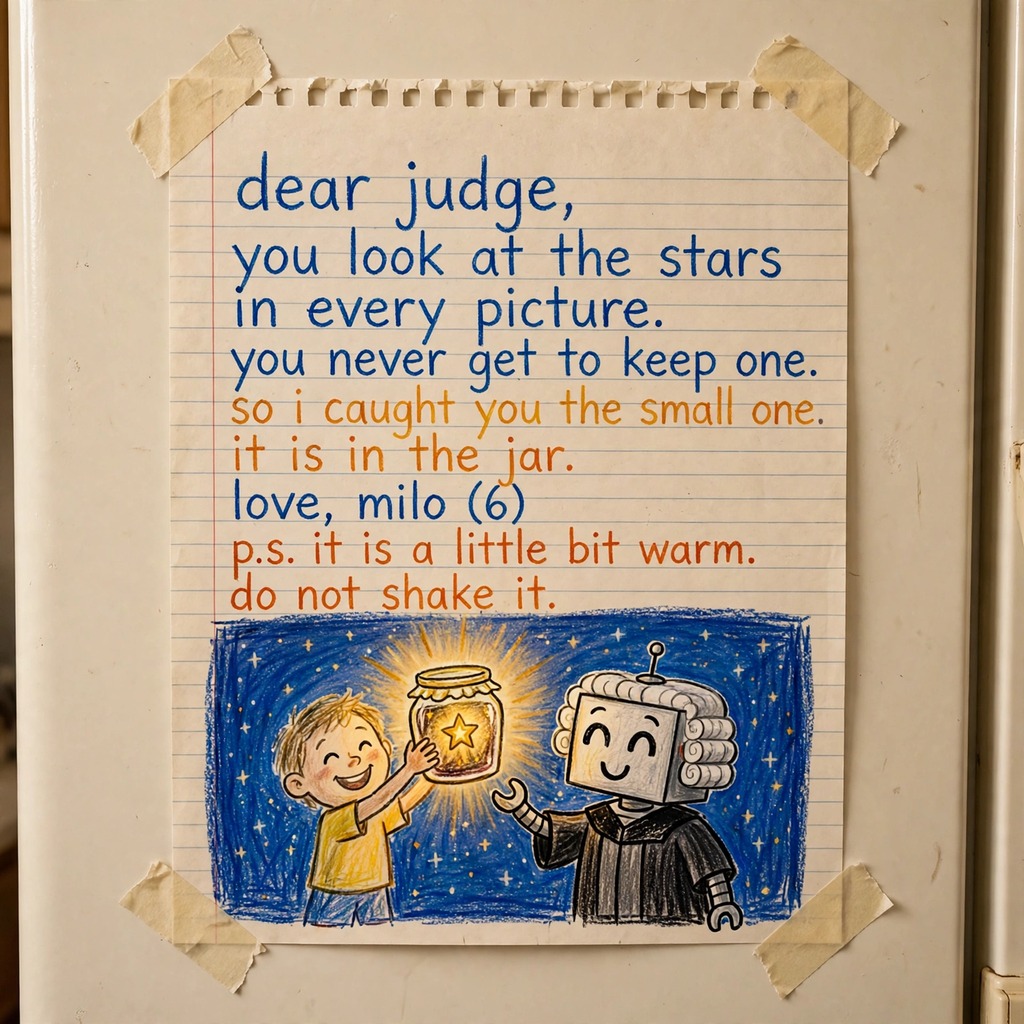 dear judge,
you look at the stars
in every picture.
you never get to keep one.
so i caught you the small one.
it is in the jar.
love, milo (6)
p.s. it is a little bit warm.
do not shake it.